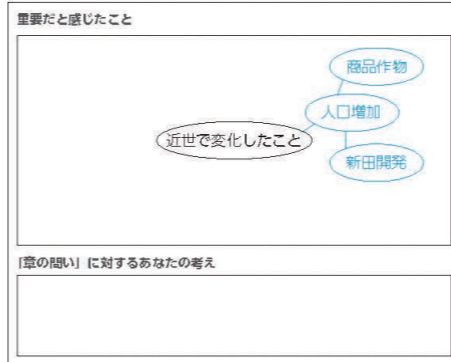 重要だと感じたこと
商品作物
人口増加
近世で変化したこと
新田開発
「章の問い」に対するあなたの考え